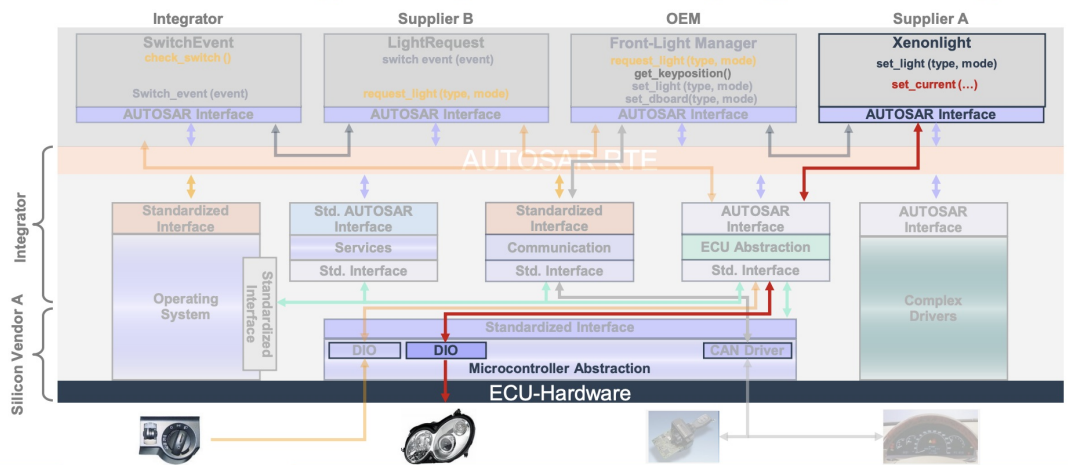 Integrator
Supplier B
OEM
Supplier A
SwitchEvent
check_switch ()
Switch_event (event)
AUTOSAR Interface
LightRequest
switch event (event)
request_light (type, mode)
AUTOSAR Interface
Front-Light Manager
request_light (type, mode)
get_keyposition()
set_light (type, mode)
set_dboard(type, mode)
AUTOSAR Interface
Xenonlight
set_light (type, mode)
set_current (…)
AUTOSAR Interface
AUTOSAR RTE
Integrator
Standardized
Interface
Operating
System
Standardized
Interface
Std. AUTOSAR
Interface
Services
Std. Interface
Standardized
Interface
Communication
Std. Interface
AUTOSAR
Interface
ECU Abstraction
Std. Interface
AUTOSAR
Interface
Complex
Drivers
Silicon Vendor A
Standardized Interface
DIO
DIO
CAN Driver
Microcontroller Abstraction
ECU-Hardware